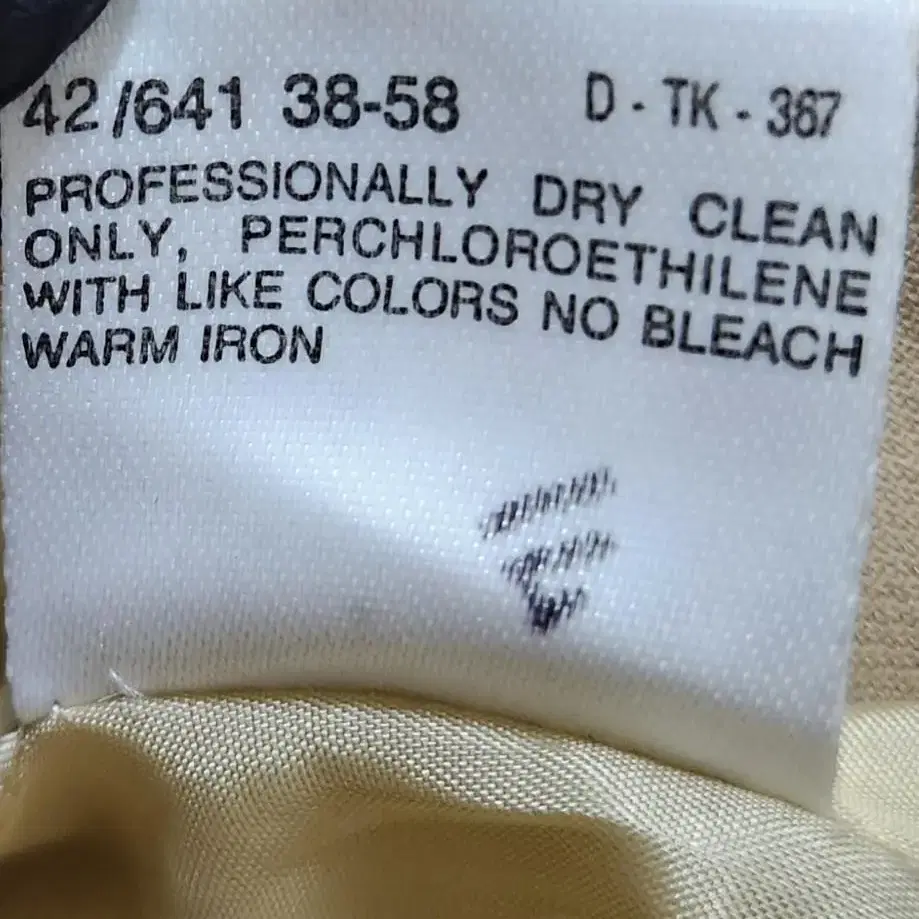 42/641 38-58 D - TK - 367
PROFESSIONALLY DRY CLEAN
ONLY, PERCHLOROETHILENE
WITH LIKE COLORS NO BLEACH
WARM IRON